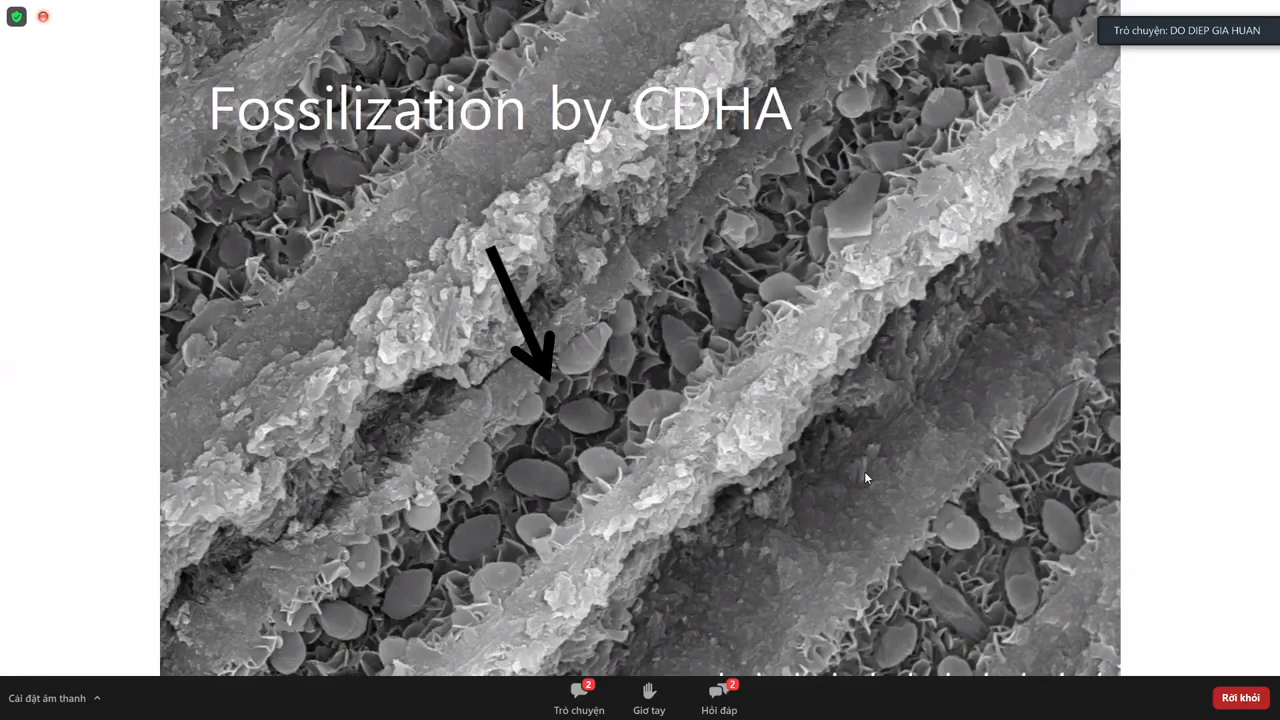 Trò chuyện: DO DIEP GIA HUAN
Fossilization by CDHA
Cài đặt âm thanh
2
2
Trò chuyện
Giơ tay
Hỏi đáp
Rời khỏi